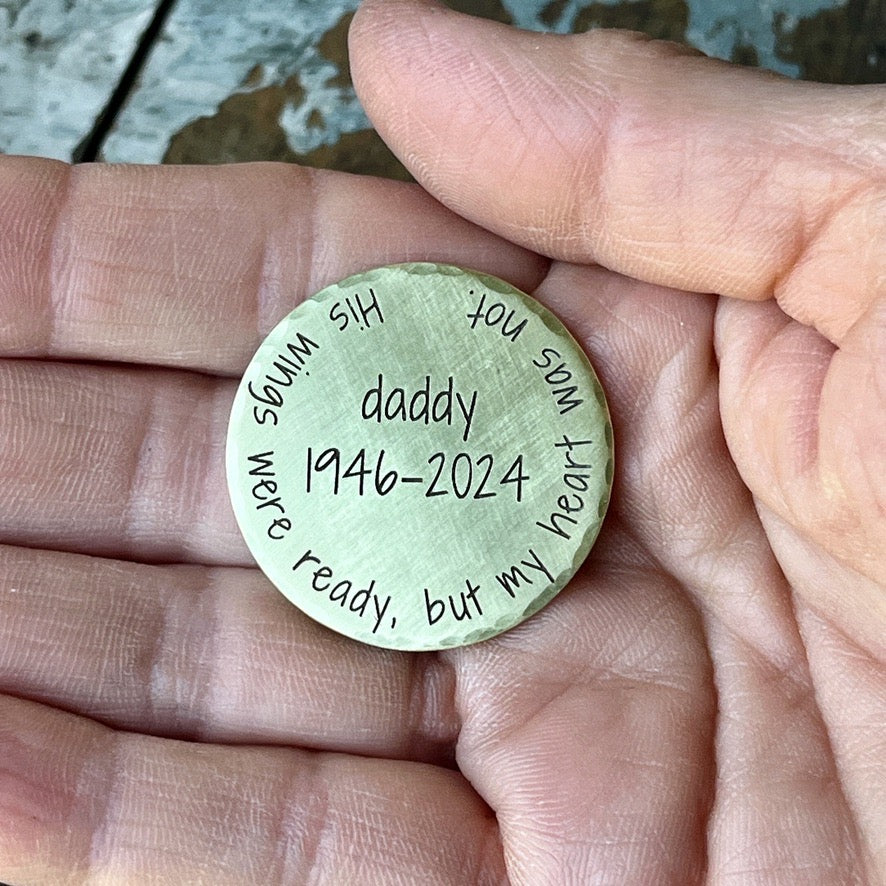 His wings were ready, but my heart was not.
daddy
1946-2024